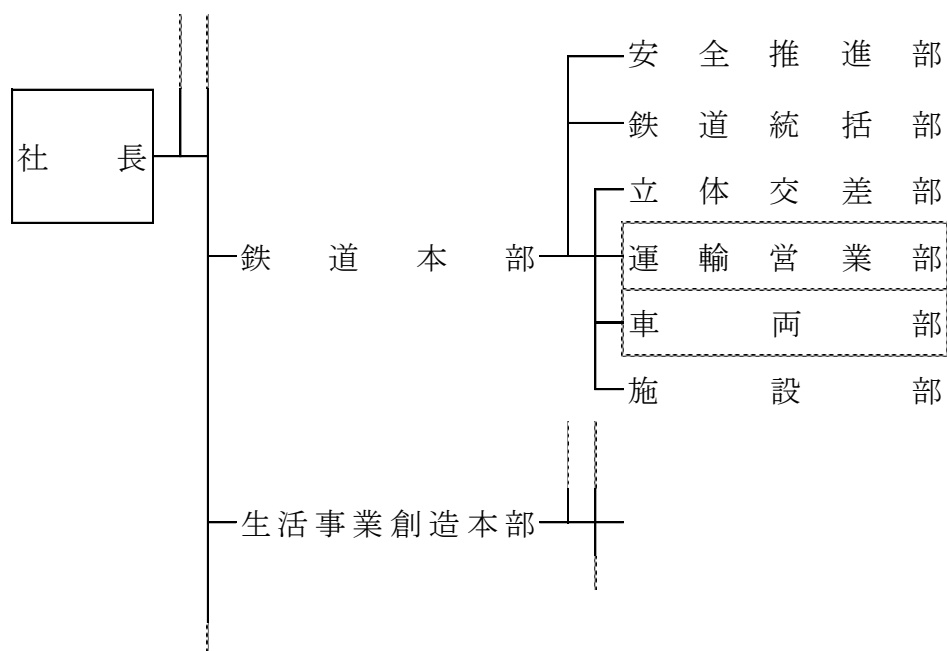 安全推進部
鉄道統括部
社長
立体交差部
鉄道本部
運輸営業部
車両部
施設部
生活事業創造本部